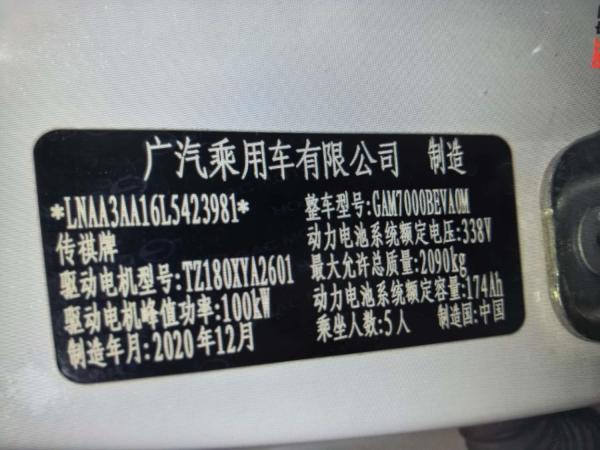 广汽乘用车有限公司 制造
*LNAA3AA16L5423981*
传祺牌
驱动电机型号:TZ180XYA2601
驱动电机峰值功率:100kW
制造年月:2020年12月
整车型号:GAM7000BEVA0M
动力电池系统额定电压:338V
最大允许总质量:2090kg
动力电池系统额定容量:174Ah
乘坐人数:5人 制造国:中国